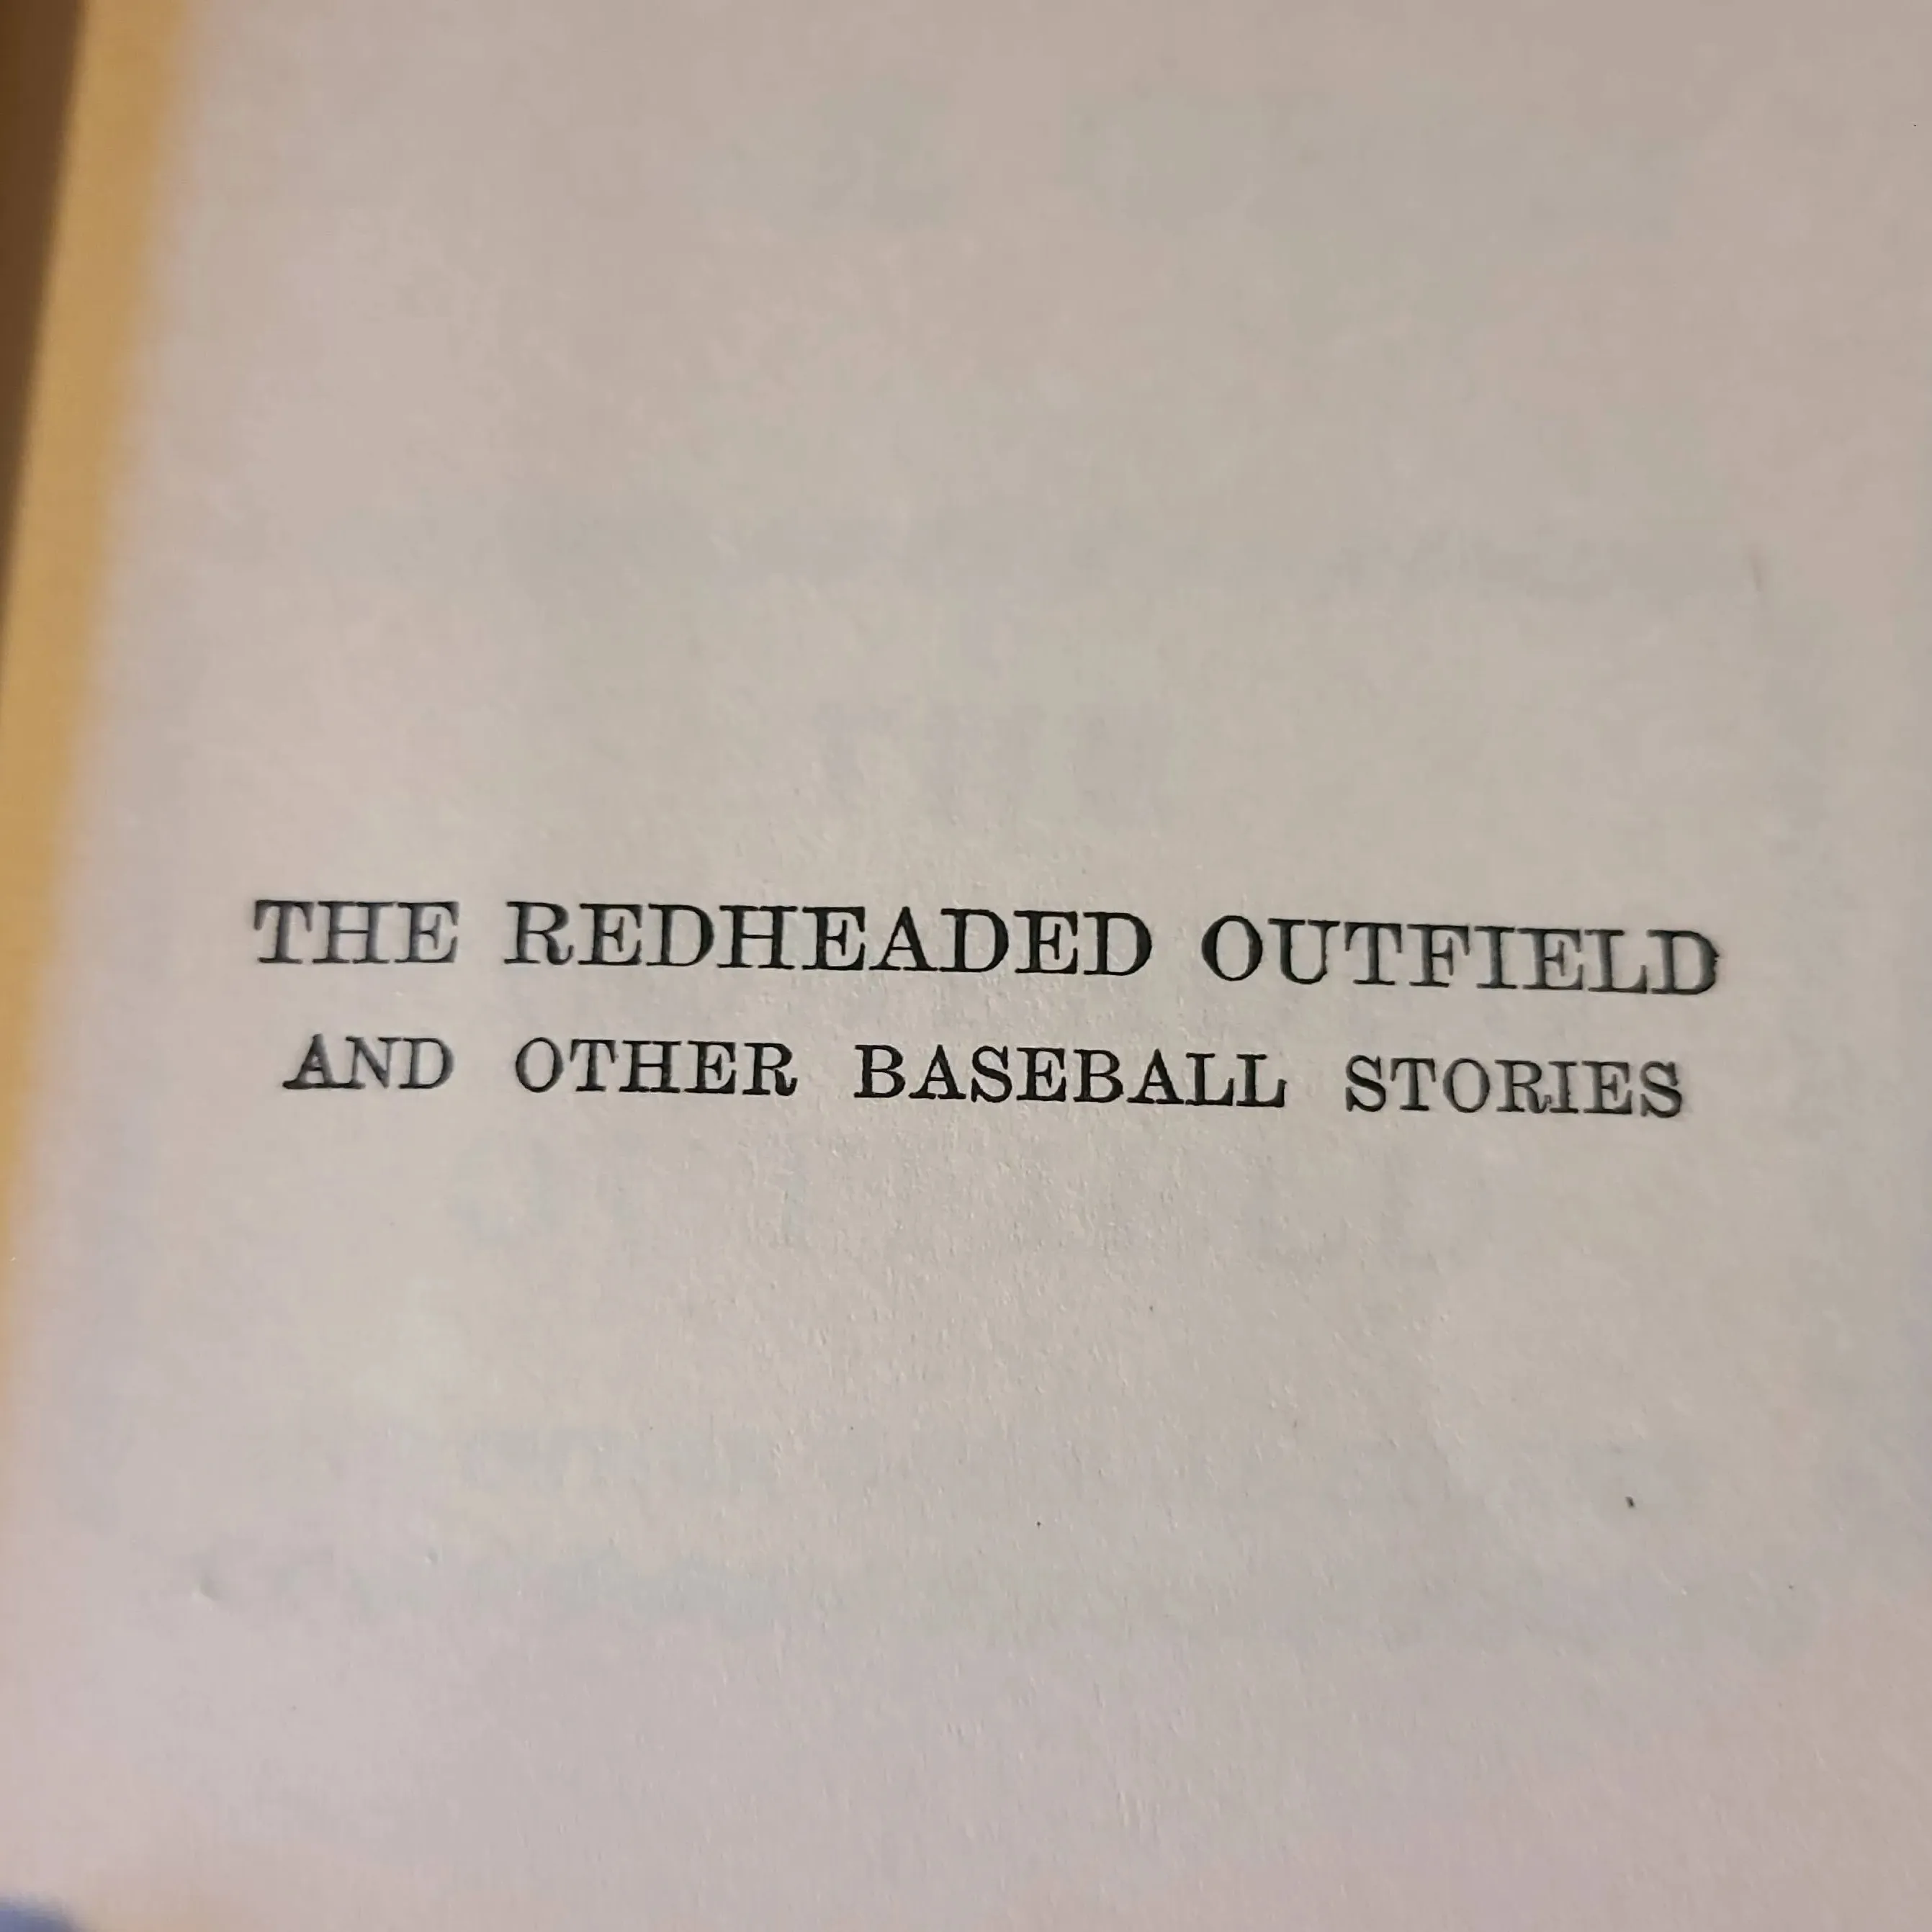 THE REDHEADED OUTFIELD
AND OTHER BASEBALL STORIES